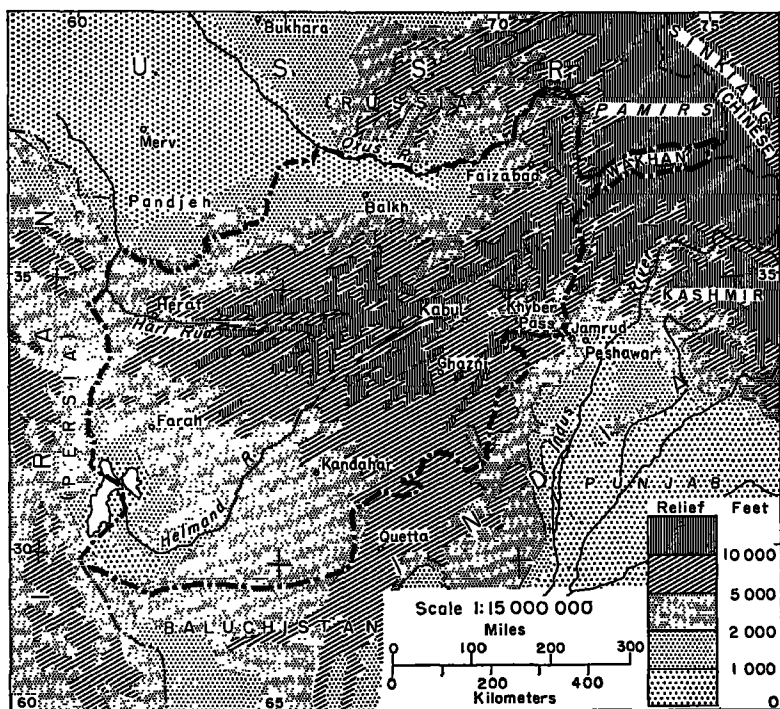 60
70
75
Bukhara
SINKIANG
(CHINESE)
U. S. S. R.
(RUSSIA)
PAMIRS
Merv
Oxus
WAKHAN
Faizabad
Pandjeh
Balkh
35
35
River
KASHMIR
Herat
Hari Rud
Kabul
Khyber
Pass
Jamrud
Peshawar
Ghazni
IRAN
(PERSIA)
Farah
Indus
INDIA
Kandahar
PUNJAB
Helmand R.
Relief Feet
Quetta
10 000
30
5 000
Scale 1:15 000 000
2 000
BALUCHISTAN
Miles
0 100 200 300
1 000
0 200 400
Kilometers
0
60
65